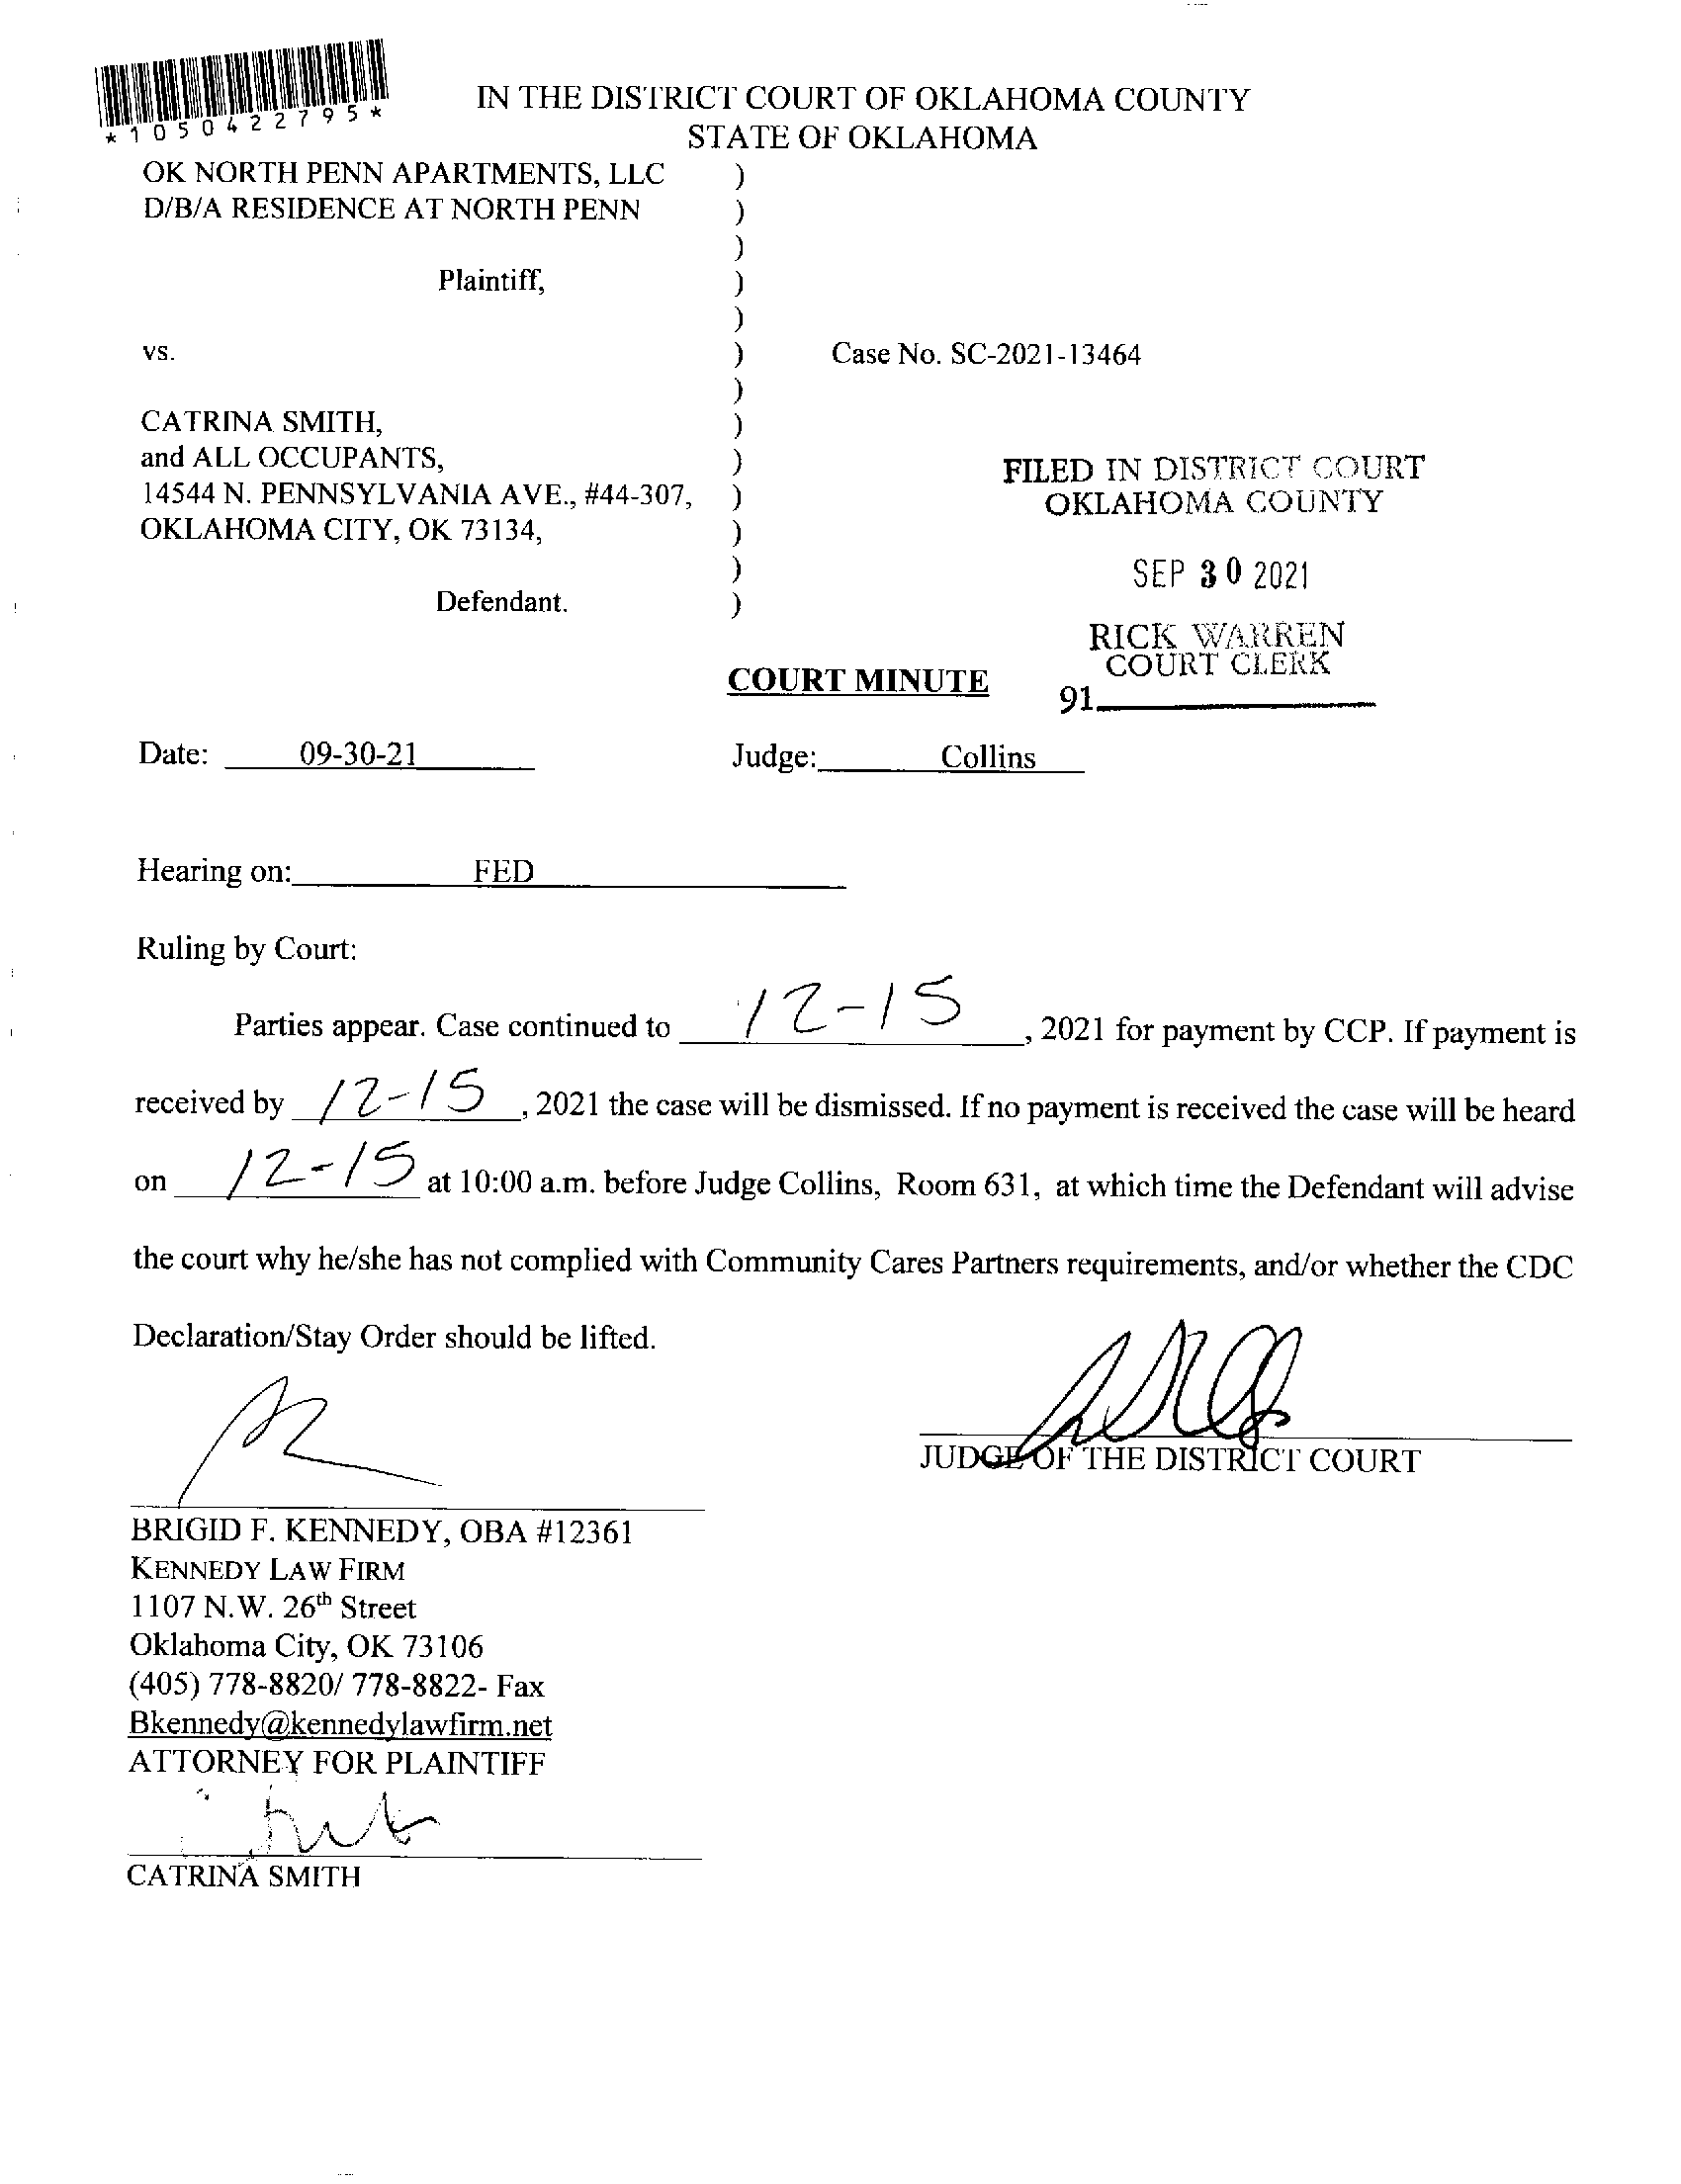 *1050422795*
IN THE DISTRICT COURT OF OKLAHOMA COUNTY
STATE OF OKLAHOMA
OK NORTH PENN APARTMENTS, LLC )
D/B/A RESIDENCE AT NORTH PENN )
)
Plaintiff, )
)
vs. ) Case No. SC-2021-13464
)
CATRINA SMITH, )
and ALL OCCUPANTS, )
14544 N. PENNSYLVANIA AVE., #44-307, )
OKLAHOMA CITY, OK 73134, )
)
Defendant. )
FILED IN DISTRICT COURT
OKLAHOMA COUNTY
SEP 30 2021
RICK WARREN
COURT CLERK
91
COURT MINUTE
Date: 09-30-21 Judge: Collins
Hearing on: FED
Ruling by Court:
Parties appear. Case continued to 12-15, 2021 for payment by CCP. If payment is
received by 12-15, 2021 the case will be dismissed. If no payment is received the case will be heard
on 12-15 at 10:00 a.m. before Judge Collins, Room 631, at which time the Defendant will advise
the court why he/she has not complied with Community Cares Partners requirements, and/or whether the CDC
Declaration/Stay Order should be lifted.
JUDGE OF THE DISTRICT COURT
BRIGID F. KENNEDY, OBA #12361
KENNEDY LAW FIRM
1107 N.W. 26th Street
Oklahoma City, OK 73106
(405) 778-8820/ 778-8822- Fax
Bkennedy@kennedylawfirm.net
ATTORNEY FOR PLAINTIFF
CATRINA SMITH